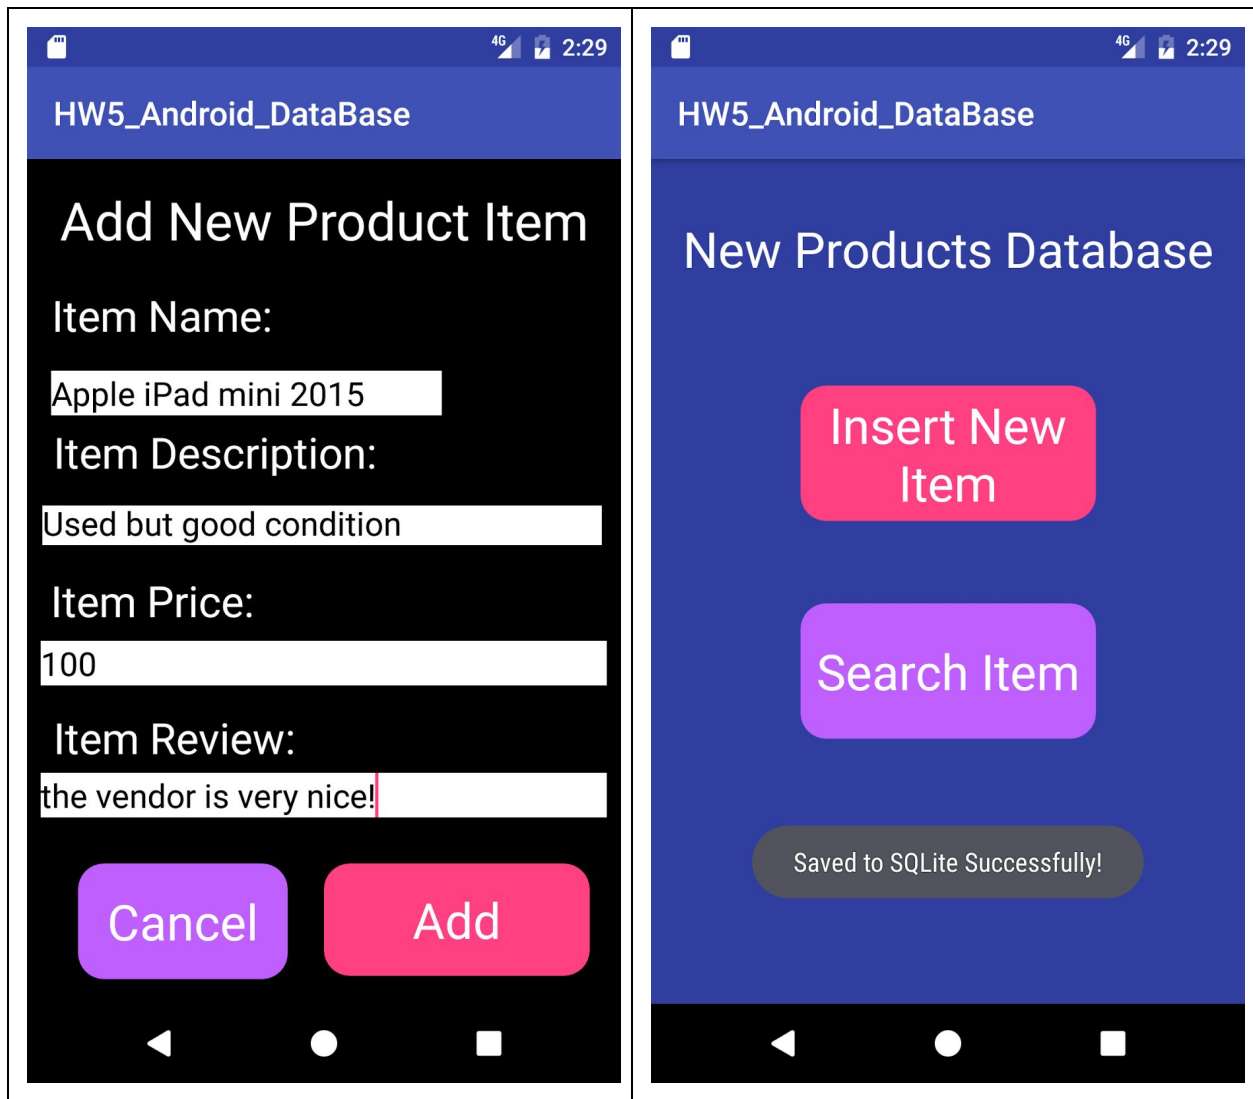 4G 2:29
HW5_Android_DataBase
Add New Product Item
Item Name:
Apple iPad mini 2015
Item Description:
Used but good condition
Item Price:
100
Item Review:
the vendor is very nice!
Cancel
Add
4G 2:29
HW5_Android_DataBase
New Products Database
Insert New
Item
Search Item
Saved to SQLite Successfully!